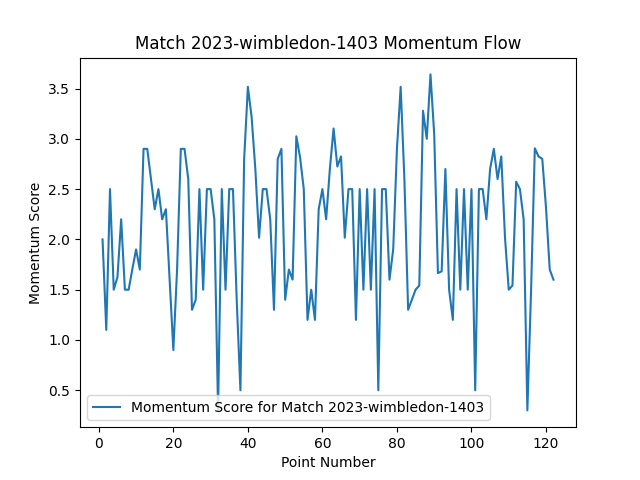 Match 2023-wimbledon-1403 Momentum Flow
3.5
3.0
2.5
2.0
1.5
1.0
0.5
Momentum Score
Momentum Score for Match 2023-wimbledon-1403
0 20 40 60 80 100 120
Point Number